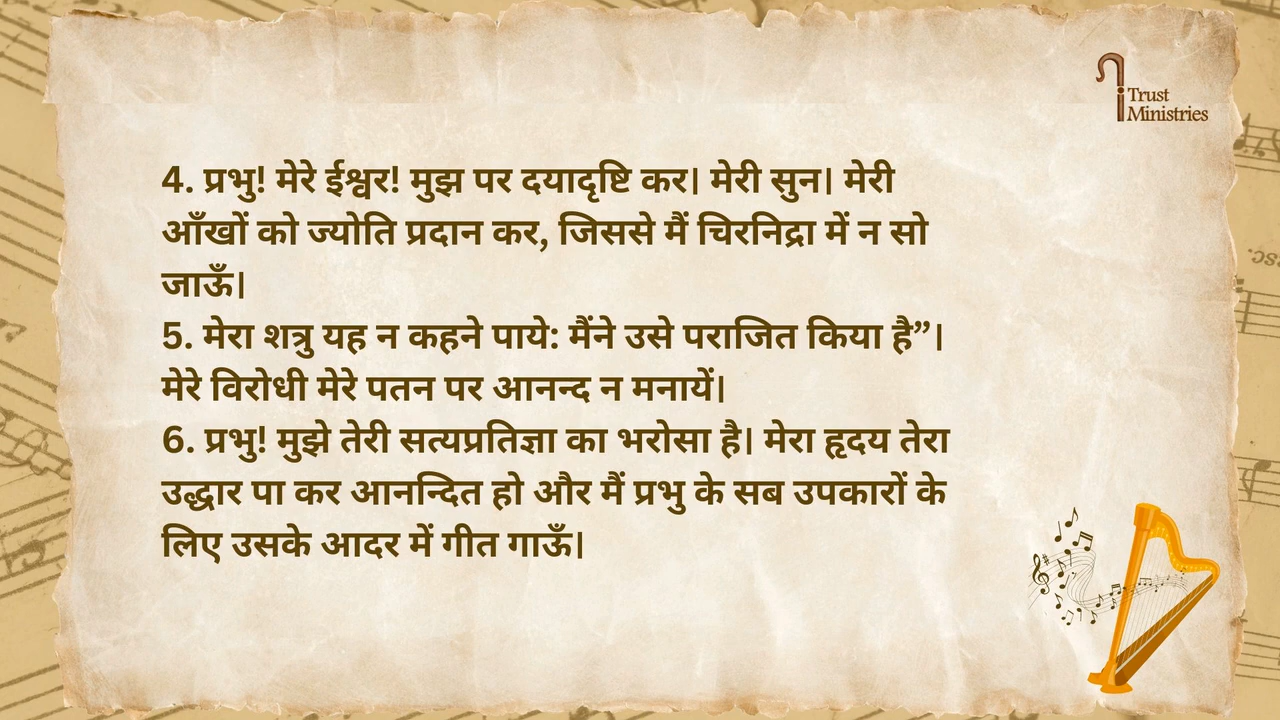 Trust
Ministries
4. प्रभु! मेरे ईश्वर! मुझ पर दयादृष्टि कर। मेरी सुन। मेरी
आँखों को ज्योति प्रदान कर, जिससे मैं चिरनिद्रा में न सो
जाऊँ।
5. मेरा शत्रु यह न कहने पाये: मैंने उसे पराजित किया है”।
मेरे विरोधी मेरे पतन पर आनन्द न मनायें।
6. प्रभु! मुझे तेरी सत्यप्रतिज्ञा का भरोसा है। मेरा हृदय तेरा
उद्धार पा कर आनन्दित हो और मैं प्रभु के सब उपकारों के
लिए उसके आदर में गीत गाऊँ।